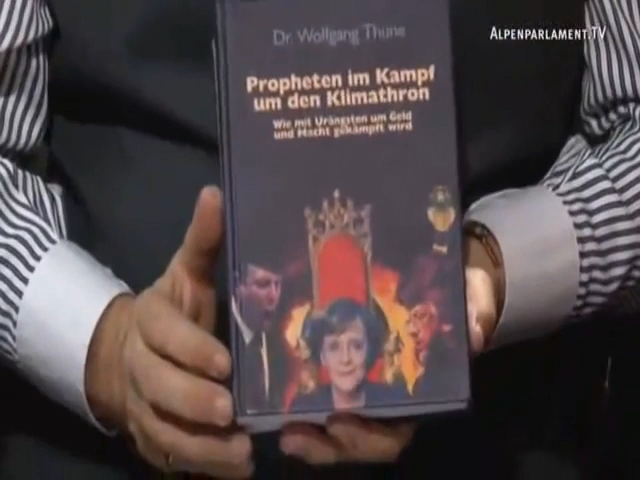 ALPENPARLAMENT.TV
Dr. Wolfgang Thüne
Propheten im Kampf
um den Klimathron
Wie mit Urängsten um Geld
und Macht gekämpft wird